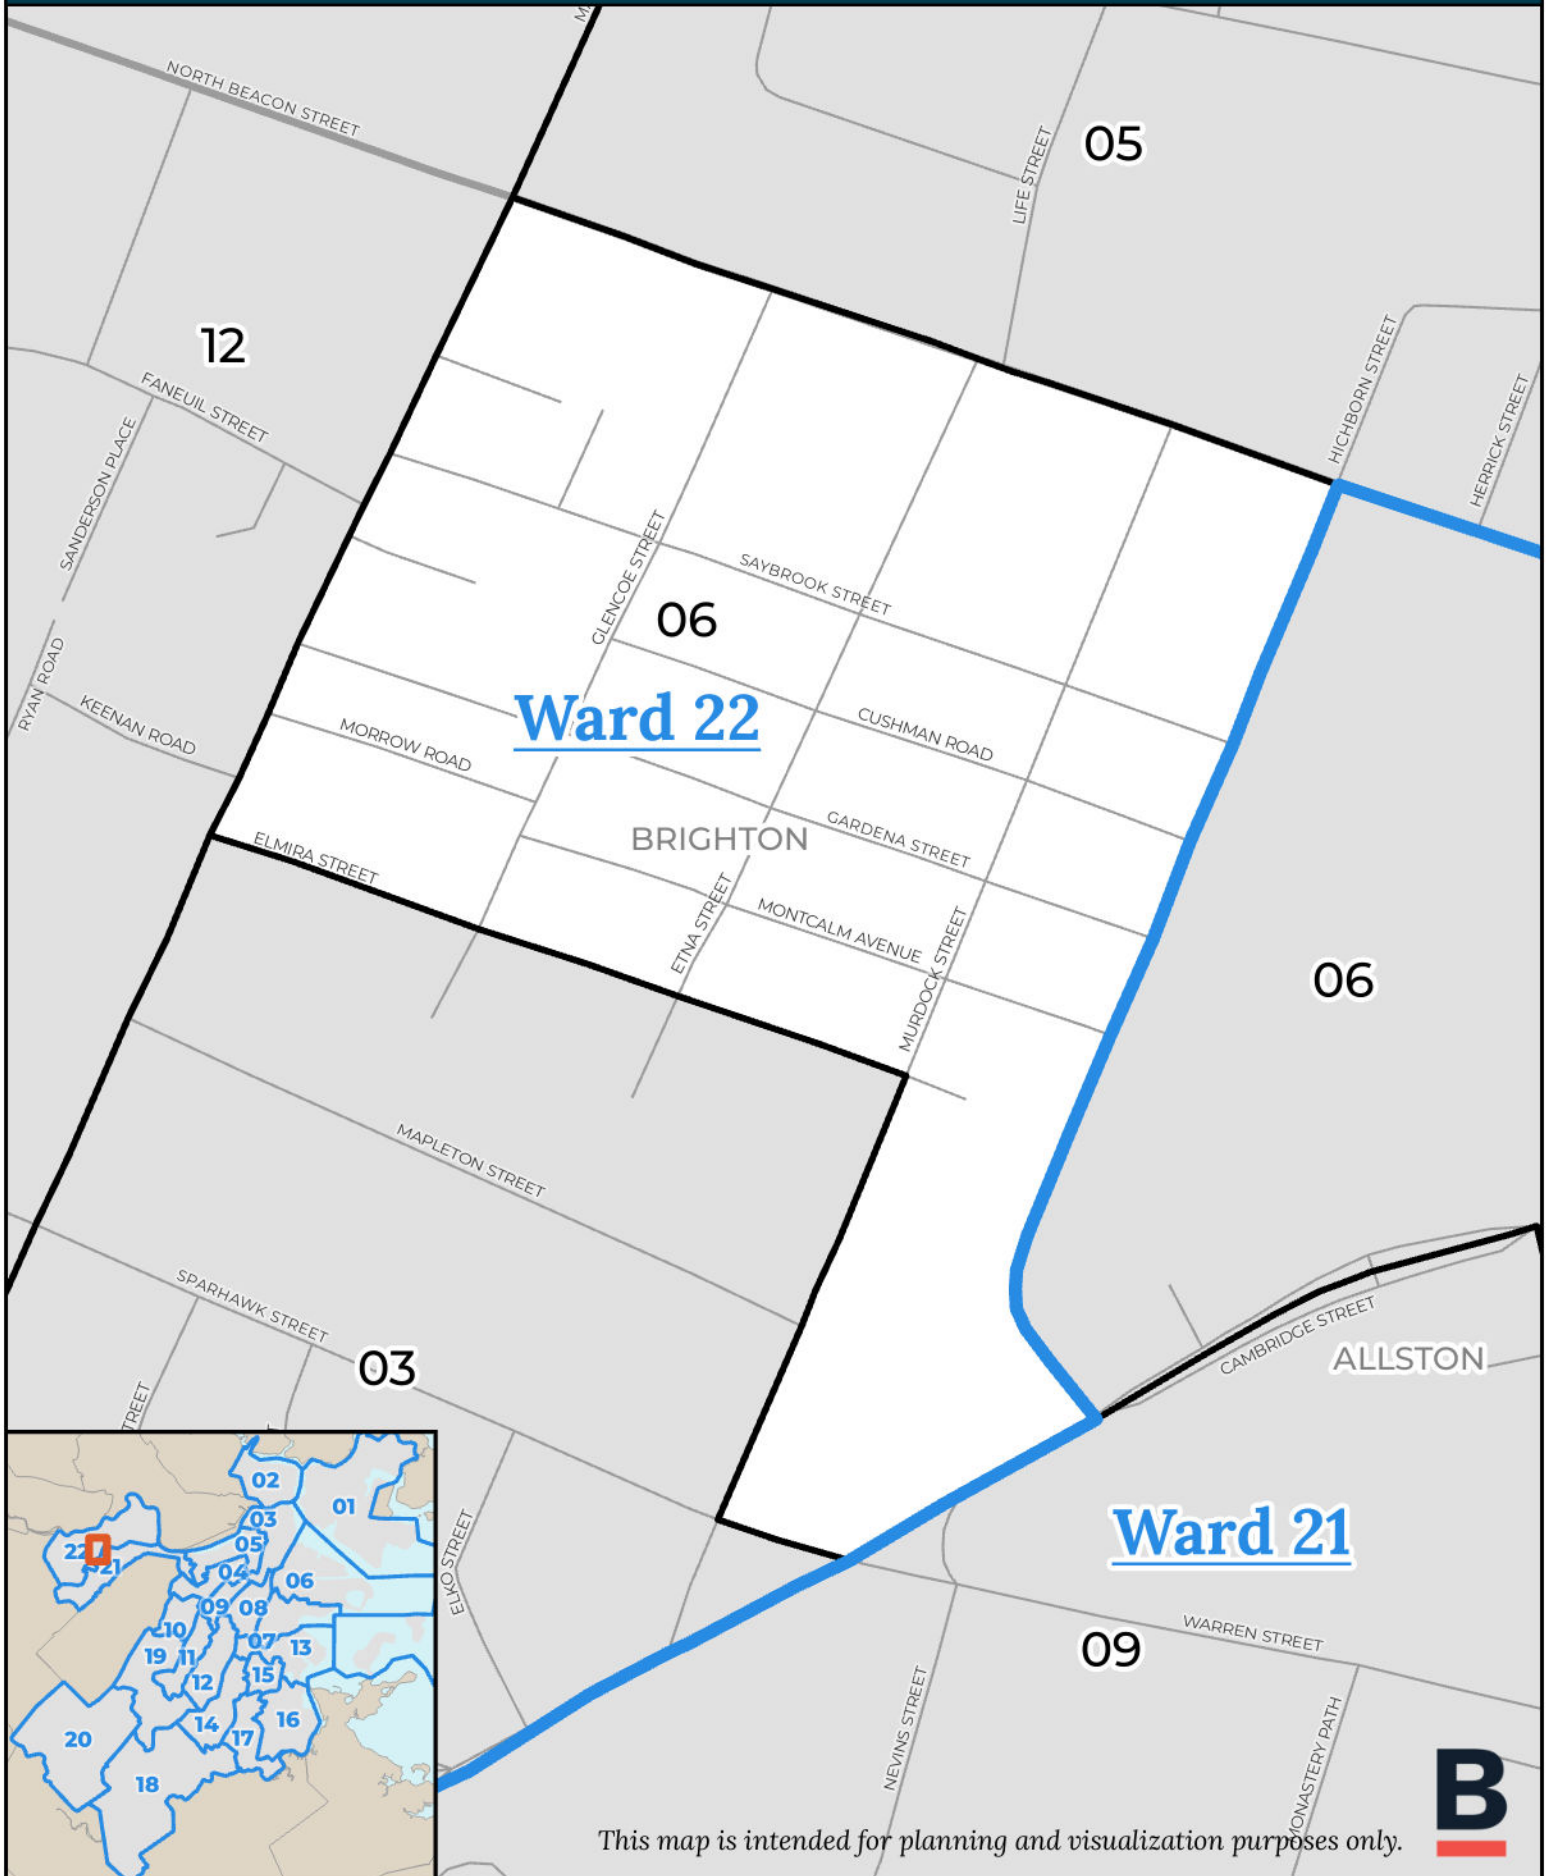 M
NORTH BEACON STREET
05
LIFE STREET
12
FANEUIL STREET
HICHBORN STREET
HERRICK STREET
SANDERSON PLACE
SAYBROOK STREET
GLENCOE STREET
06
RYAN ROAD
KEENAN ROAD
Ward 22
MORROW ROAD
CUSHMAN ROAD
GARDENA STREET
BRIGHTON
ELMIRA STREET
ETNA STREET
MONTCALM AVENUE
MURDOCK STREET
06
MAPLETON STREET
SPARHAWK STREET
CAMBRIDGE STREET
ALLSTON
03
TREET
T
ELKO STREET
Ward 21
WARREN STREET
09
NEVINS STREET
MONASTERY PATH
02
01
03
05
22
21
04
06
09
08
10
07
13
19
11
15
12
16
14
17
20
18
This map is intended for planning and visualization purposes only.
B